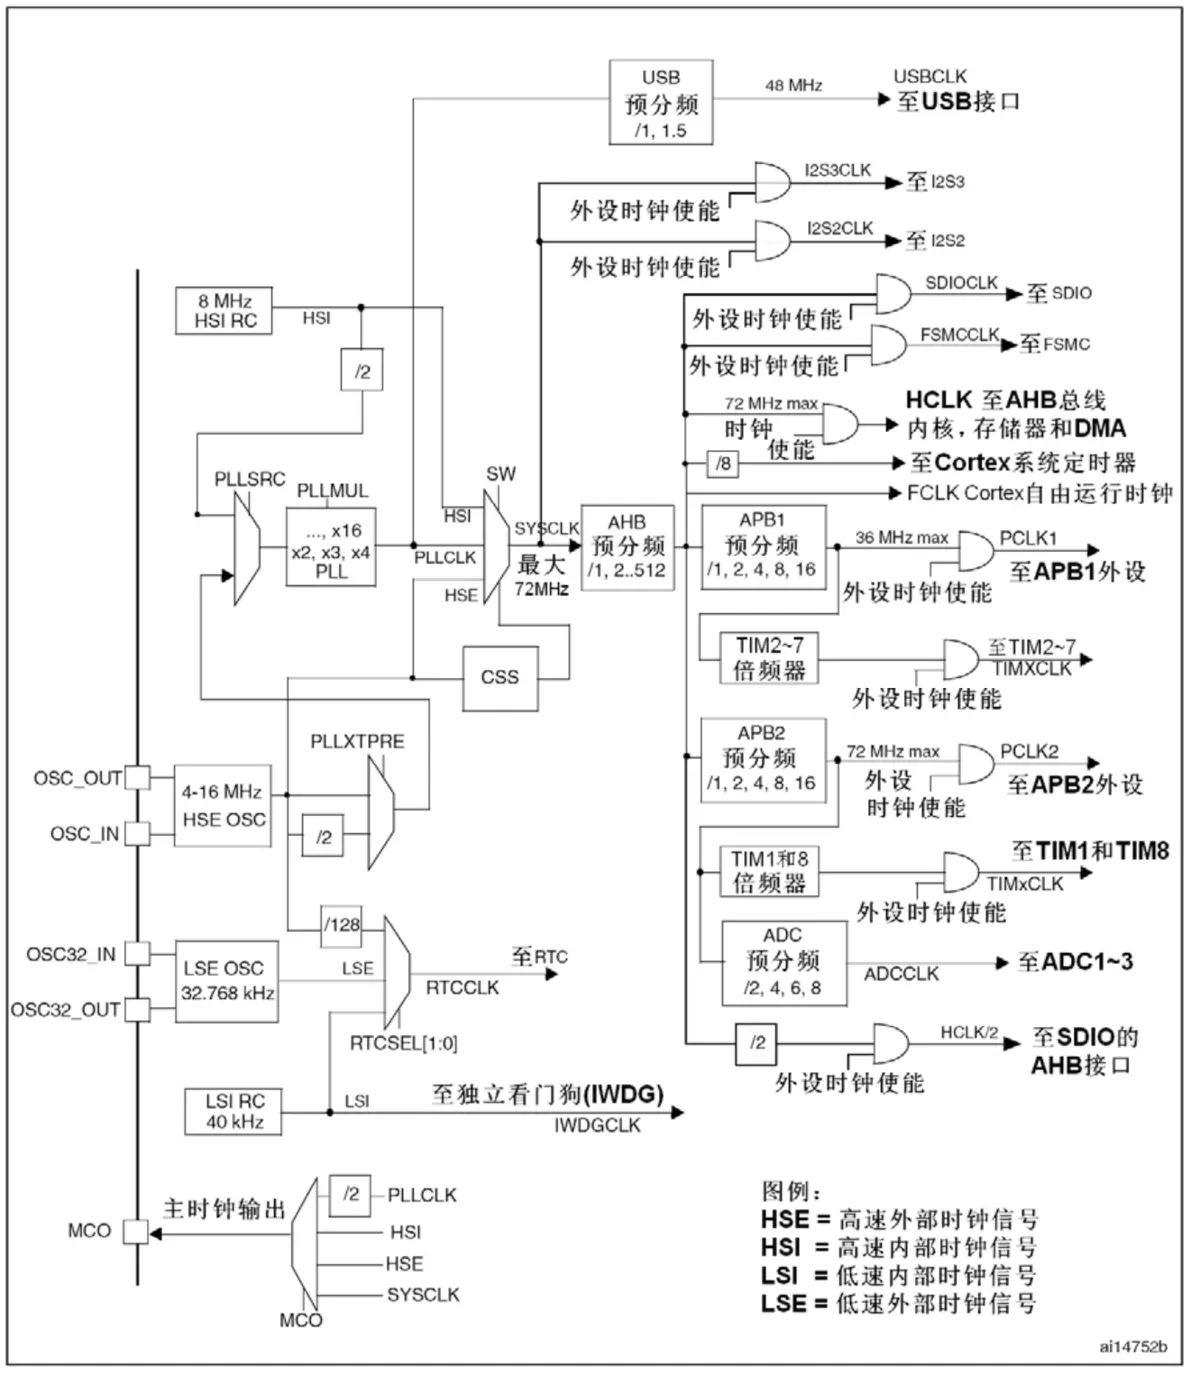 USB
预分频
/1, 1.5
48 MHz
USBCLK
至USB接口
I2S3CLK
至 I2S3
外设时钟使能
I2S2CLK
至 I2S2
外设时钟使能
SDIOCLK
至 SDIO
外设时钟使能
FSMCCLK
至FSMC
外设时钟使能
8 MHz
HSI RC
HSI
/2
72 MHz max
时钟
使能
HCLK 至AHB总线
内核,存储器和DMA
/8
至Cortex系统定时器
FCLK Cortex自由运行时钟
PLLSRC
PLLMUL
..., x16
x2, x3, x4
PLL
SW
HSI
PLLCLK
HSE
SYSCLK
最大
72MHz
AHB
预分频
/1, 2..512
APB1
预分频
/1, 2, 4, 8, 16
36 MHz max
PCLK1
至APB1外设
外设时钟使能
TIM2~7
倍频器
至TIM2~7
TIMXCLK
外设时钟使能
CSS
APB2
预分频
/1, 2, 4, 8, 16
72 MHz max
PCLK2
至APB2外设
外设
时钟使能
PLLXTPRE
OSC_OUT
OSC_IN
4-16 MHz
HSE OSC
/2
TIM1和8
倍频器
至TIM1和TIM8
TIMxCLK
外设时钟使能
/128
OSC32_IN
OSC32_OUT
LSE OSC
32.768 kHz
LSE
至RTC
RTCCLK
RTCSEL[1:0]
ADC
预分频
/2, 4, 6, 8
ADCCLK
至ADC1~3
/2
HCLK/2
至SDIO的
AHB接口
外设时钟使能
LSI RC
40 kHz
LSI
至独立看门狗(IWDG)
IWDGCLK
MCO
主时钟输出
/2
PLLCLK
HSI
HSE
SYSCLK
MCO
图例:
HSE = 高速外部时钟信号
HSI = 高速内部时钟信号
LSI = 低速内部时钟信号
LSE = 低速外部时钟信号
ai14752b